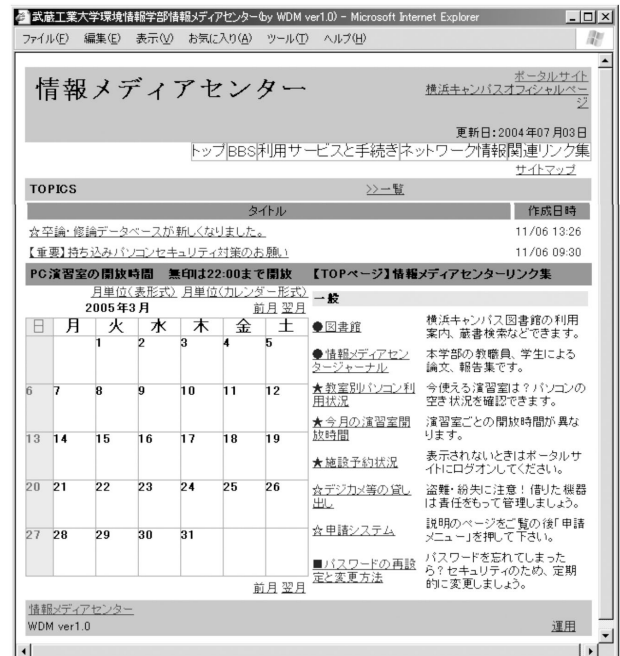 武蔵工業大学環境情報学部情報メディアセンター(by WDM ver1.0) - Microsoft Internet Explorer
ファイル(F) 編集(E) 表示(V) お気に入り(A) ツール(T) ヘルプ(H)
情報メディアセンター
ポータルサイト
横浜キャンパスオフィシャルペー
ジ
更新日:2004年07月03日
トップ|BBS|利用サービスと手続き|ネットワーク情報|関連リンク集
サイトマップ
TOPICS >>一覧
タイトル 作成日時
☆卒論・修論データベースが新しくなりました。 11/06 13:26
【重要】持ち込みパソコンセキュリティ対策のお願い 11/06 09:30
PC演習室の開放時間 無印は22:00まで開放
月単位(表形式) 月単位(カレンダー形式)
2005年3月 前月 翌月
日 月 火 水 木 金 土
1 2 3 4 5
6 7 8 9 10 11 12
13 14 15 16 17 18 19
20 21 22 23 24 25 26
27 28 29 30 31
前月 翌月
【TOPページ】情報メディアセンターリンク集
一般
●図書館
横浜キャンパス図書館の利用
案内、蔵書検索などできます。
●情報メディアセン
タージャーナル
本学部の教職員、学生による
論文、報告集です。
★教室別パソコン利
用状況
今使える演習室は?パソコンの
空き状況を確認できます。
★今月の演習室開
放時間
演習室ごとの開放時間が異な
ります。
★施設予約状況
表示されないときはポータルサ
イトにログオンしてください。
☆デジカメ等の貸し
出し
盗難・紛失に注意!借りた機器
は責任をもって管理しましょう。
☆申請システム
説明のページをご覧の後「申請
メニュー」を押して下さい。
■パスワードの再設
定と変更方法
パスワードを忘れてしまった
ら?セキュリティのため、定期
的に変更しましょう。
情報メディアセンター
WDM ver1.0 運用